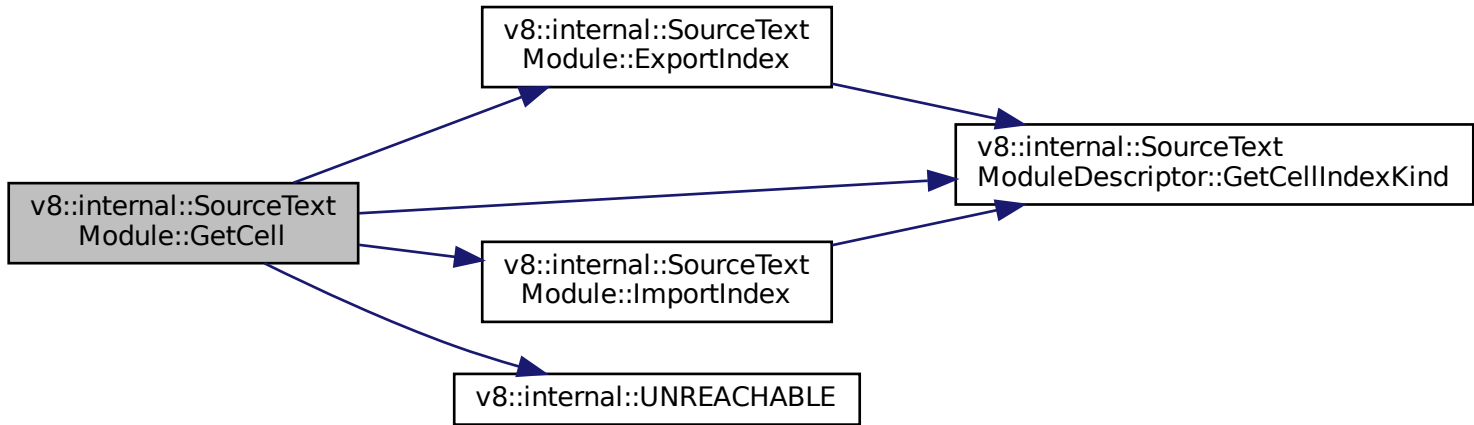 v8::internal::SourceText
Module::GetCell
v8::internal::SourceText
Module::ExportIndex
v8::internal::SourceText
ModuleDescriptor::GetCellIndexKind
v8::internal::SourceText
Module::ImportIndex
v8::internal::UNREACHABLE